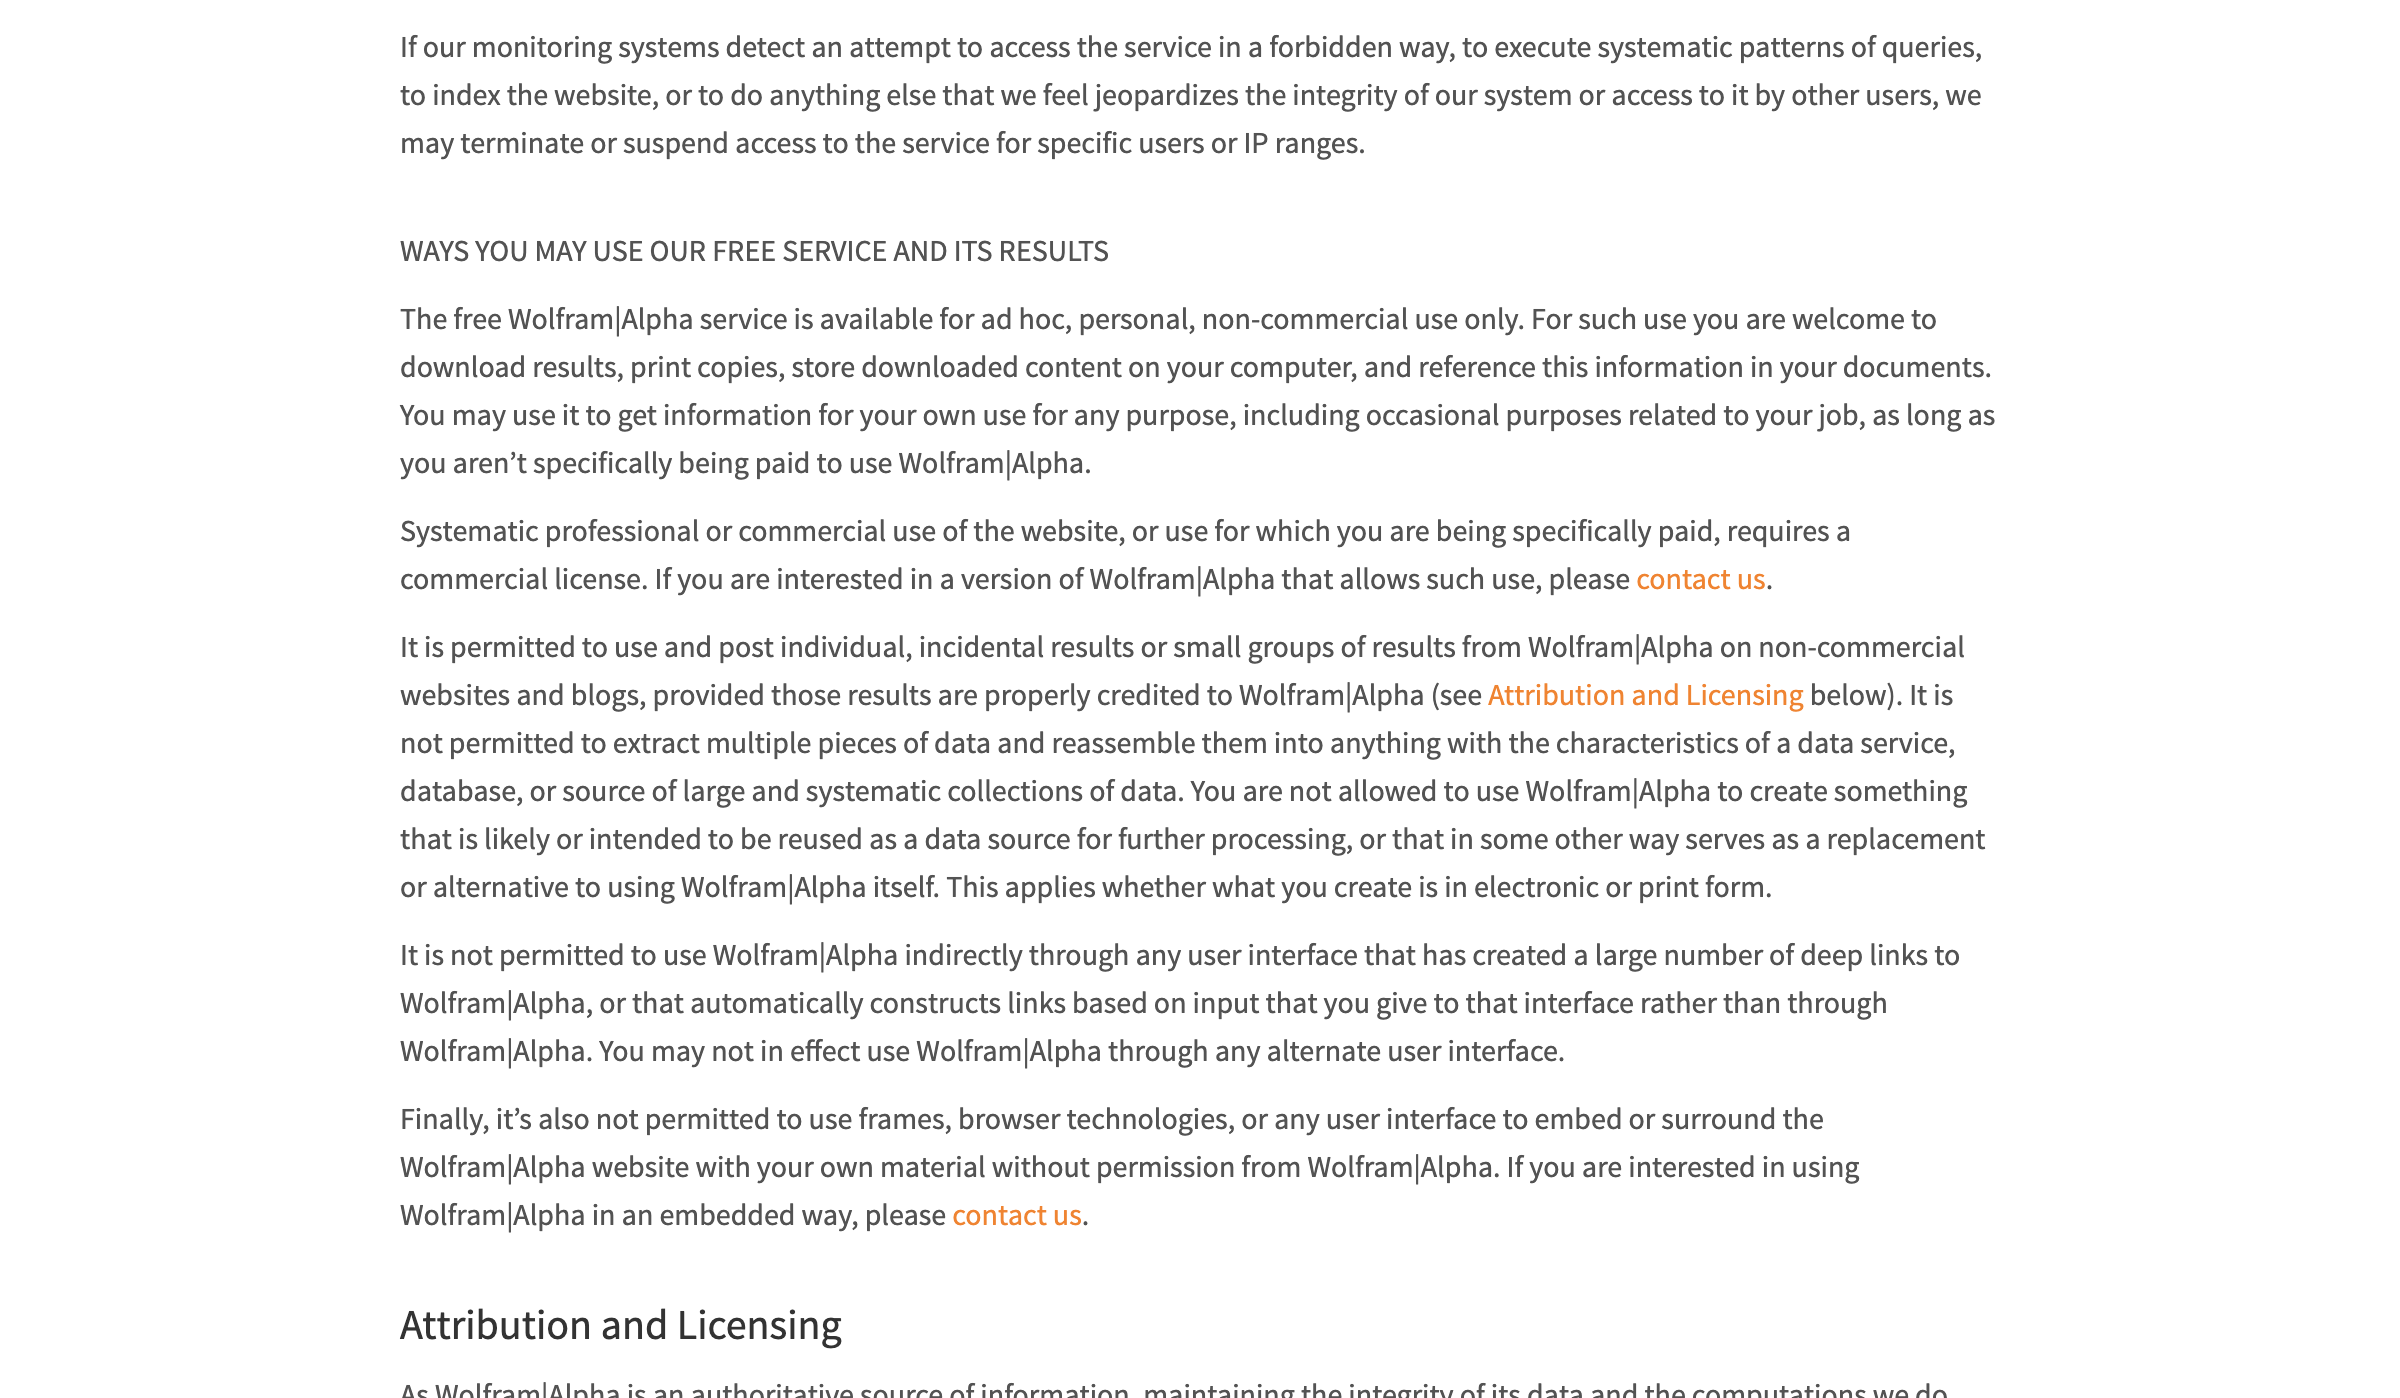 If our monitoring systems detect an attempt to access the service in a forbidden way, to execute systematic patterns of queries,
to index the website, or to do anything else that we feel jeopardizes the integrity of our system or access to it by other users, we
may terminate or suspend access to the service for specific users or IP ranges.
WAYS YOU MAY USE OUR FREE SERVICE AND ITS RESULTS
The free Wolfram|Alpha service is available for ad hoc, personal, non-commercial use only. For such use you are welcome to
download results, print copies, store downloaded content on your computer, and reference this information in your documents.
You may use it to get information for your own use for any purpose, including occasional purposes related to your job, as long as
you aren’t specifically being paid to use Wolfram|Alpha.
Systematic professional or commercial use of the website, or use for which you are being specifically paid, requires a
commercial license. If you are interested in a version of Wolfram|Alpha that allows such use, please contact us.
It is permitted to use and post individual, incidental results or small groups of results from Wolfram|Alpha on non-commercial
websites and blogs, provided those results are properly credited to Wolfram|Alpha (see Attribution and Licensing below). It is
not permitted to extract multiple pieces of data and reassemble them into anything with the characteristics of a data service,
database, or source of large and systematic collections of data. You are not allowed to use Wolfram|Alpha to create something
that is likely or intended to be reused as a data source for further processing, or that in some other way serves as a replacement
or alternative to using Wolfram|Alpha itself. This applies whether what you create is in electronic or print form.
It is not permitted to use Wolfram|Alpha indirectly through any user interface that has created a large number of deep links to
Wolfram|Alpha, or that automatically constructs links based on input that you give to that interface rather than through
Wolfram|Alpha. You may not in effect use Wolfram|Alpha through any alternate user interface.
Finally, it’s also not permitted to use frames, browser technologies, or any user interface to embed or surround the
Wolfram|Alpha website with your own material without permission from Wolfram|Alpha. If you are interested in using
Wolfram|Alpha in an embedded way, please contact us.
Attribution and Licensing
As Wolfram|Alpha is an authoritative source of information, maintaining the integrity of its data and the computations we do